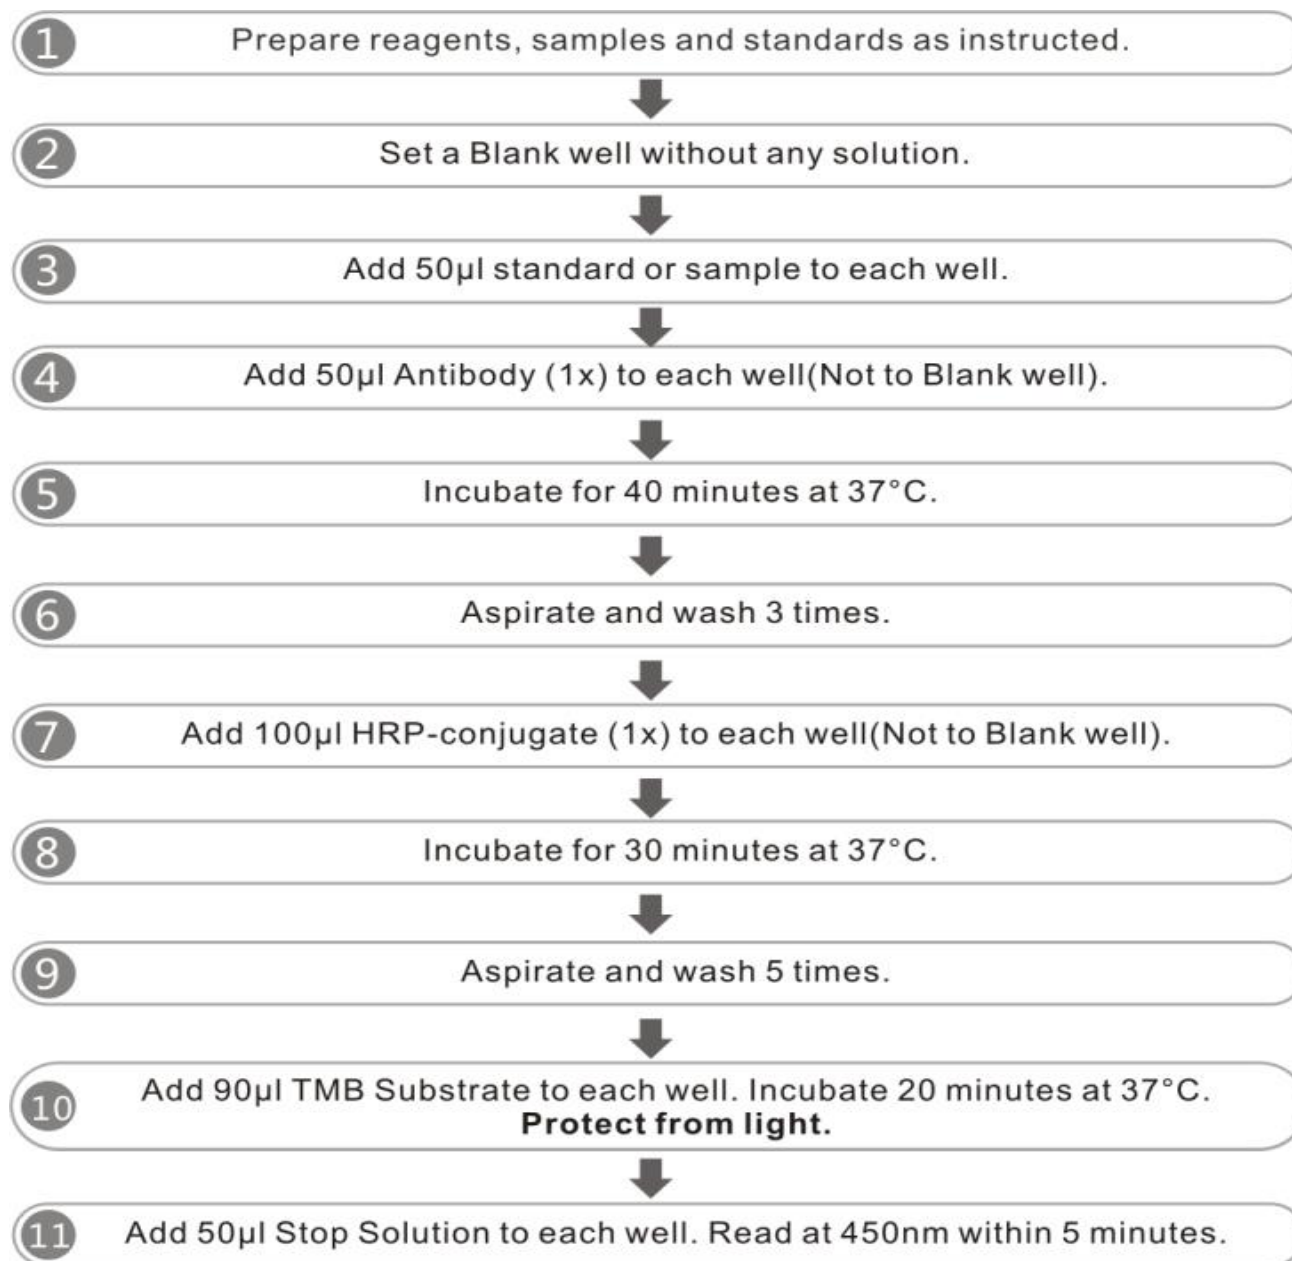 1 Prepare reagents, samples and standards as instructed.
2 Set a Blank well without any solution.
3 Add 50µl standard or sample to each well.
4 Add 50µl Antibody (1x) to each well(Not to Blank well).
5 Incubate for 40 minutes at 37°C.
6 Aspirate and wash 3 times.
7 Add 100µl HRP-conjugate (1x) to each well(Not to Blank well).
8 Incubate for 30 minutes at 37°C.
9 Aspirate and wash 5 times.
10 Add 90µl TMB Substrate to each well. Incubate 20 minutes at 37°C.
Protect from light.
11 Add 50µl Stop Solution to each well. Read at 450nm within 5 minutes.